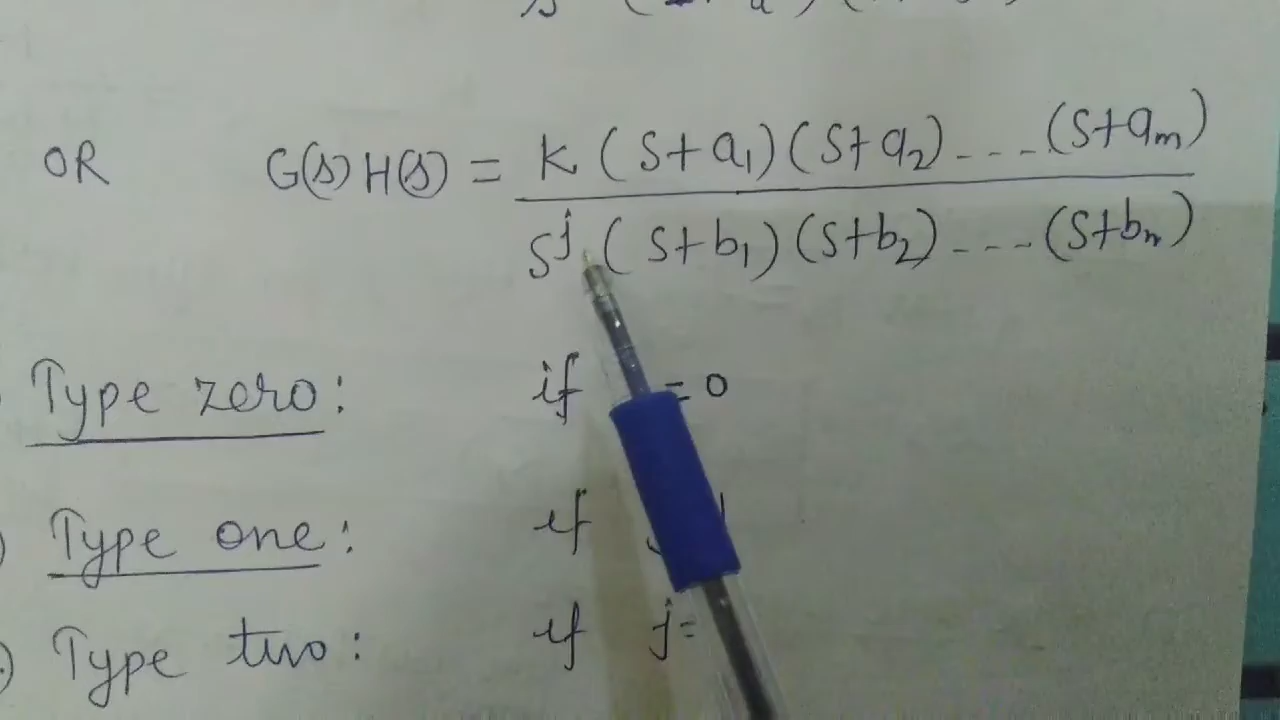 OR G(s) H(s) = K (S+a₁)(S+a₂)---(S+aₘ)
S^j (S+b₁)(S+b₂)---(S+bₙ)
Type zero: if = 0
Type one: if
Type two: if j=